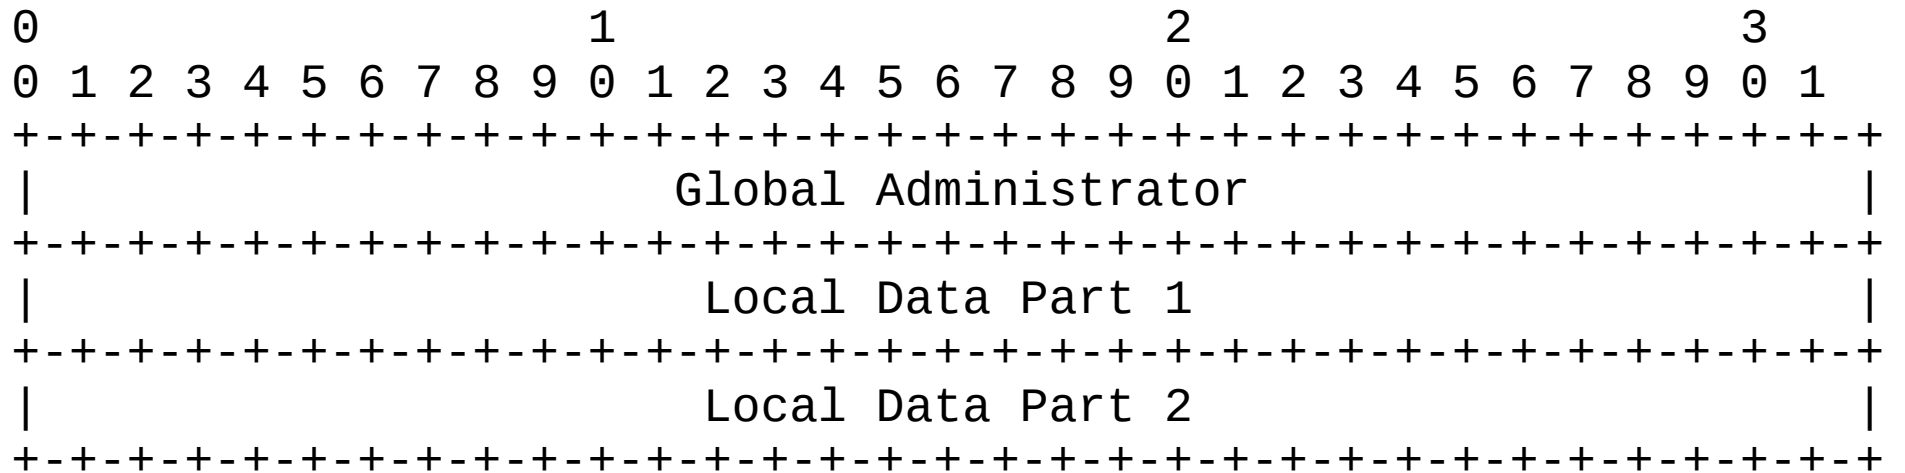 0                   1                   2                   3
0 1 2 3 4 5 6 7 8 9 0 1 2 3 4 5 6 7 8 9 0 1 2 3 4 5 6 7 8 9 0 1
+-+-+-+-+-+-+-+-+-+-+-+-+-+-+-+-+-+-+-+-+-+-+-+-+-+-+-+-+-+-+-+-+
|                      Global Administrator                     |
+-+-+-+-+-+-+-+-+-+-+-+-+-+-+-+-+-+-+-+-+-+-+-+-+-+-+-+-+-+-+-+-+
|                       Local Data Part 1                       |
+-+-+-+-+-+-+-+-+-+-+-+-+-+-+-+-+-+-+-+-+-+-+-+-+-+-+-+-+-+-+-+-+
|                       Local Data Part 2                       |
+-+-+-+-+-+-+-+-+-+-+-+-+-+-+-+-+-+-+-+-+-+-+-+-+-+-+-+-+-+-+-+-+